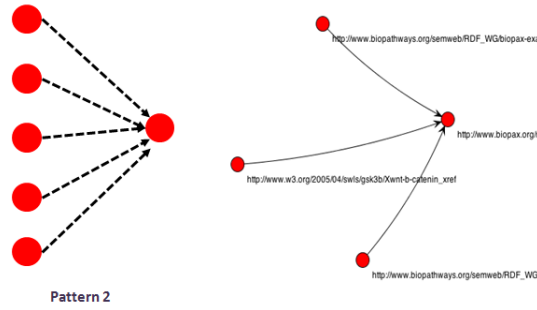 http://www.biopathways.org/semweb/RDF_WG/biopax-exa
http://www.biopax.org/
http://www.w3.org/2005/04/swls/gsk3b/Xwnt-b-catenin_xref
http://www.biopathways.org/semweb/RDF_WG
Pattern 2